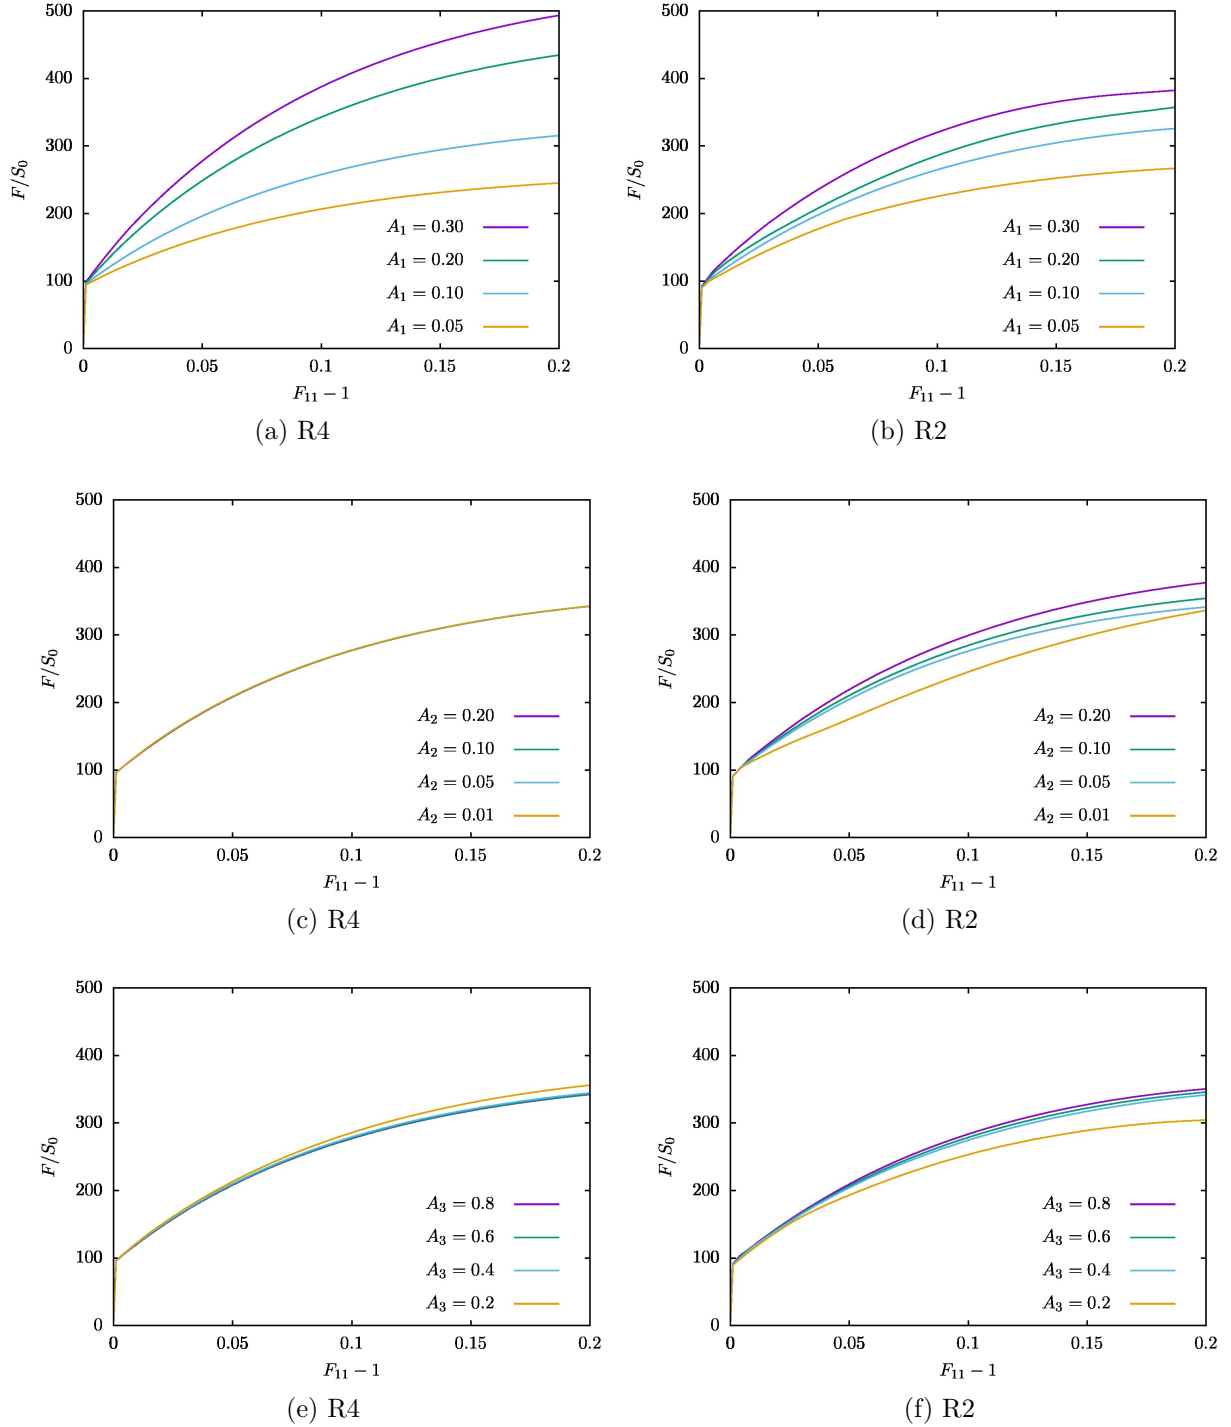 500
400
300
200
100
0
F/S₀
A₁ = 0.30
A₁ = 0.20
A₁ = 0.10
A₁ = 0.05
0 0.05 0.1 0.15 0.2
F₁₁ − 1
(a) R4
500
400
300
200
100
0
F/S₀
A₁ = 0.30
A₁ = 0.20
A₁ = 0.10
A₁ = 0.05
0 0.05 0.1 0.15 0.2
F₁₁ − 1
(b) R2
500
400
300
200
100
0
F/S₀
A₂ = 0.20
A₂ = 0.10
A₂ = 0.05
A₂ = 0.01
0 0.05 0.1 0.15 0.2
F₁₁ − 1
(c) R4
500
400
300
200
100
0
F/S₀
A₂ = 0.20
A₂ = 0.10
A₂ = 0.05
A₂ = 0.01
0 0.05 0.1 0.15 0.2
F₁₁ − 1
(d) R2
500
400
300
200
100
0
F/S₀
A₃ = 0.8
A₃ = 0.6
A₃ = 0.4
A₃ = 0.2
0 0.05 0.1 0.15 0.2
F₁₁ − 1
(e) R4
500
400
300
200
100
0
F/S₀
A₃ = 0.8
A₃ = 0.6
A₃ = 0.4
A₃ = 0.2
0 0.05 0.1 0.15 0.2
F₁₁ − 1
(f) R2